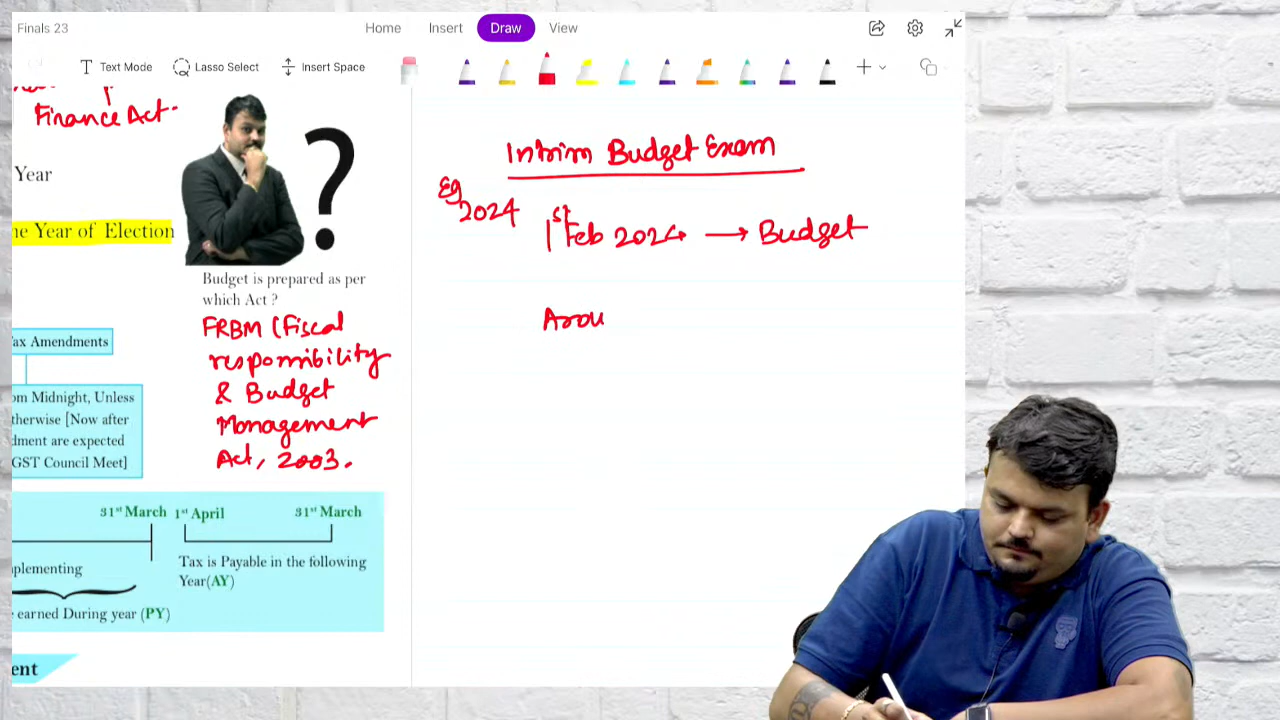 Finals 23
Home Insert Draw View
Text Mode Lasso Select Insert Space
Finance Act.
Year
ne Year of Election
Budget is prepared as per
which Act ?
FRBM (Fiscal
responsibility
& Budget
Management
Act, 2003.
Tax Amendments
om Midnight, Unless
therwise [Now after
dment are expected
GST Council Meet]
31st March 1st April 31st March
nplementing
Tax is Payable in the following
Year(AY)
earned During year (PY)
ent
Intrim Budget Exam
Eg
2024
1st Feb 2024 → Budget
Arou